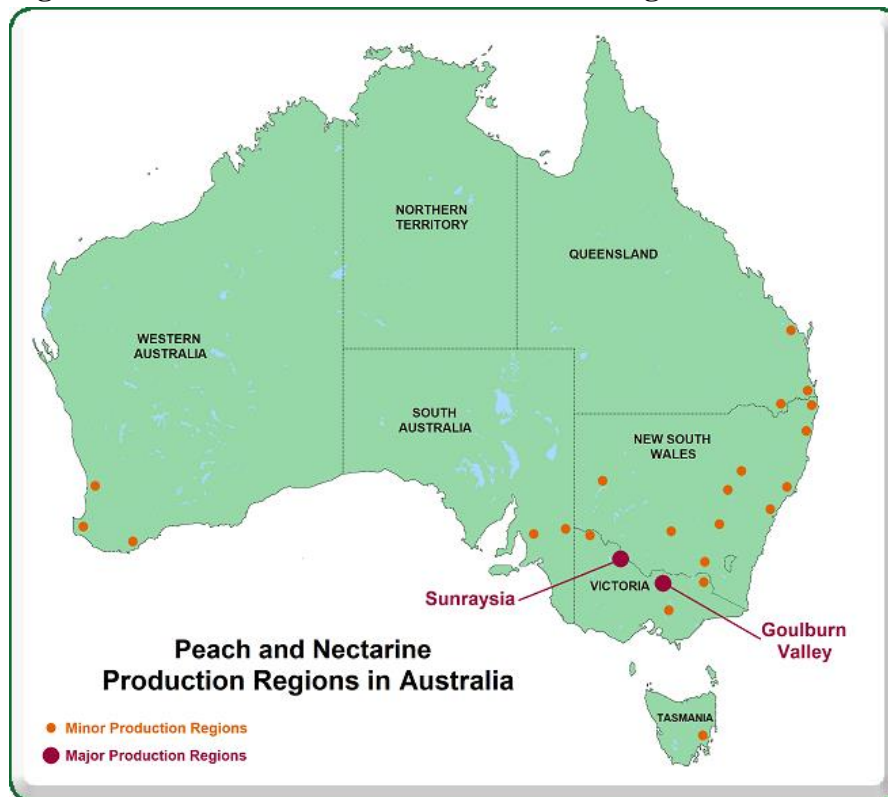 NORTHERN
TERRITORY
QUEENSLAND
WESTERN
AUSTRALIA
SOUTH
AUSTRALIA
NEW SOUTH
WALES
Sunraysia
VICTORIA
Goulburn
Valley
Peach and Nectarine
Production Regions in Australia
TASMANIA
Minor Production Regions
Major Production Regions